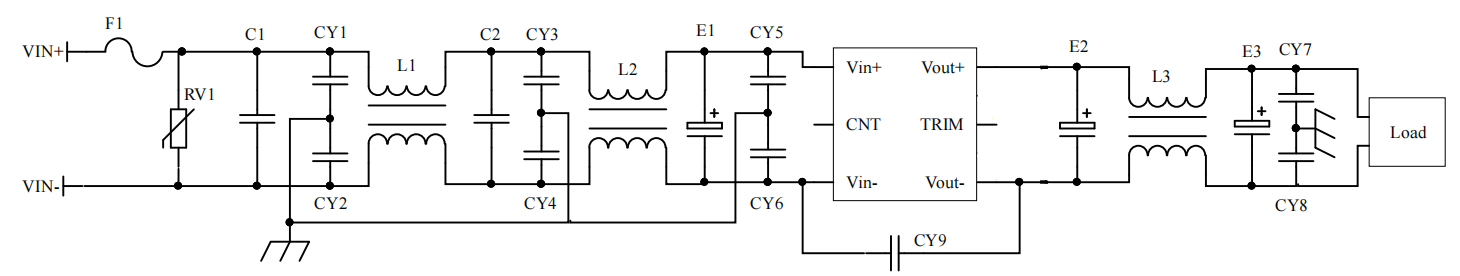 F1
VIN+
RV1
C1
CY1
CY2
L1
C2
CY3
CY4
L2
E1
+
CY5
CY6
Vin+
Vout+
CNT
TRIM
Vin-
Vout-
CY9
E2
+
L3
E3
+
CY7
CY8
Load
VIN-